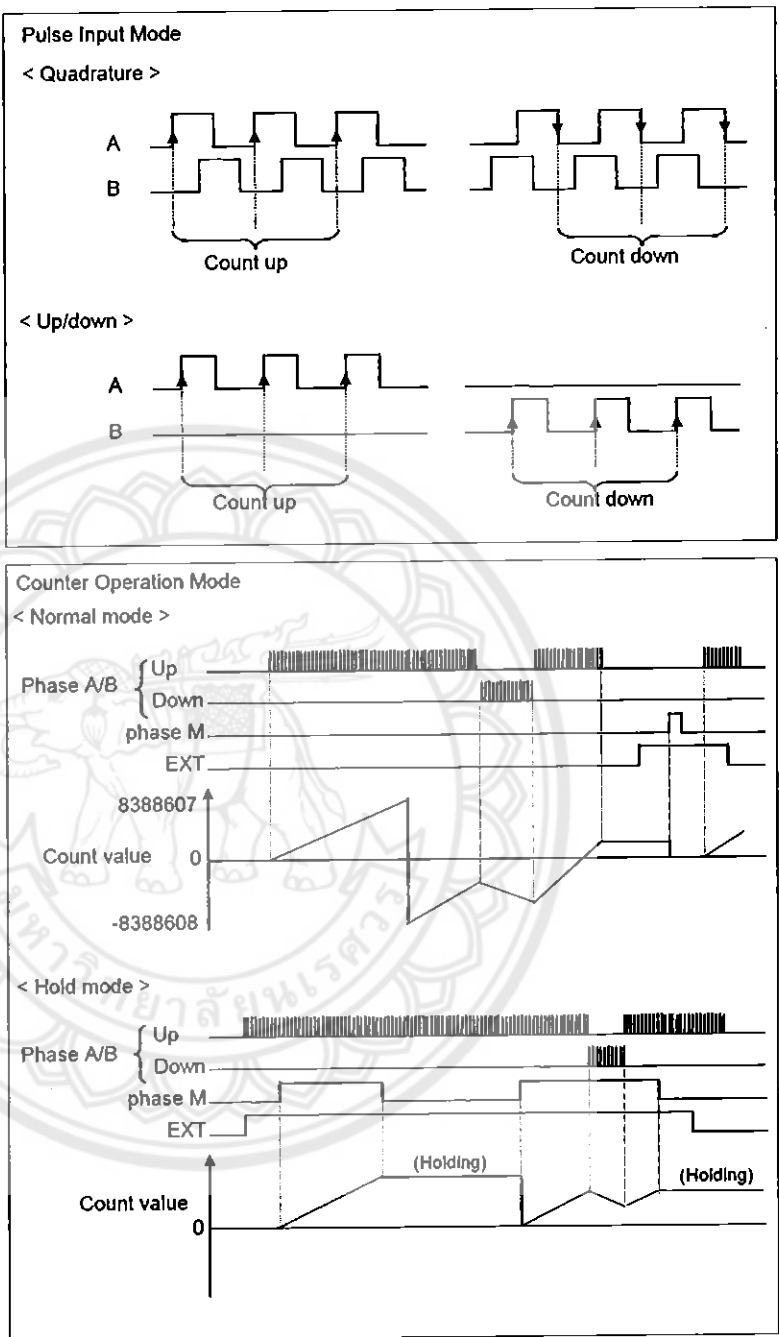 Pulse Input Mode
< Quadrature >
A
B
Count up
Count down
< Up/down >
A
B
Count up
Count down
Counter Operation Mode
< Normal mode >
Phase A/B { Up
Down
phase M
EXT
8388607
Count value 0
-8388608
< Hold mode >
Phase A/B { Up
Down
phase M
EXT
(Holding)
(Holding)
Count value
0